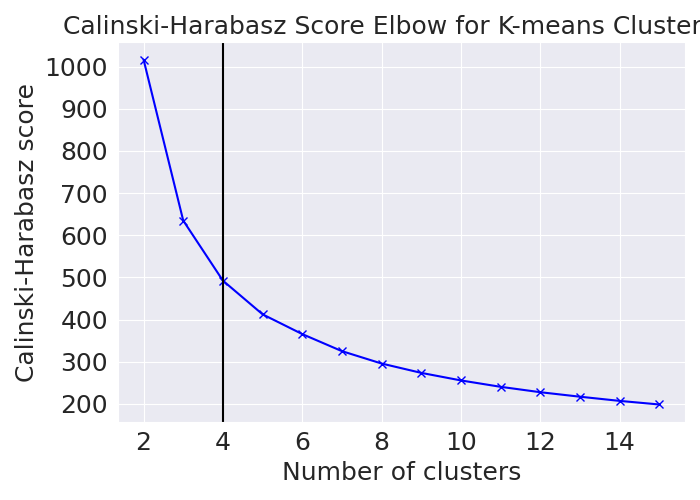 Calinski-Harabasz Score Elbow for K-means Cluster
1000
900
800
700
600
500
400
300
200
Calinski-Harabasz score
2 4 6 8 10 12 14
Number of clusters